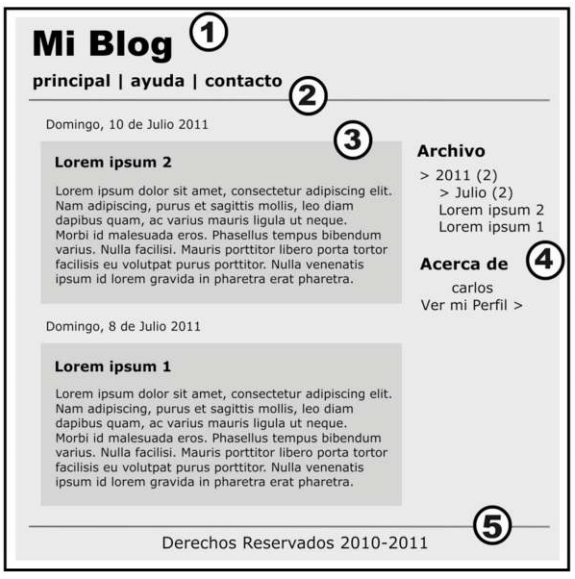 Mi Blog 1
principal | ayuda | contacto
2
Domingo, 10 de Julio 2011
3
Lorem ipsum 2
Lorem ipsum dolor sit amet, consectetur adipiscing elit.
Nam adipiscing, purus et sagittis mollis, leo diam
dapibus quam, ac varius mauris ligula ut neque.
Morbi id malesuada eros. Phasellus tempus bibendum
varius. Nulla facilisi. Mauris porttitor libero porta tortor
facilisis eu volutpat purus porttitor. Nulla venenatis
ipsum id lorem gravida in pharetra erat pharetra.
Domingo, 8 de Julio 2011
Lorem ipsum 1
Lorem ipsum dolor sit amet, consectetur adipiscing elit.
Nam adipiscing, purus et sagittis mollis, leo diam
dapibus quam, ac varius mauris ligula ut neque.
Morbi id malesuada eros. Phasellus tempus bibendum
varius. Nulla facilisi. Mauris porttitor libero porta tortor
facilisis eu volutpat purus porttitor. Nulla venenatis
ipsum id lorem gravida in pharetra erat pharetra.
Archivo
> 2011 (2)
> Julio (2)
Lorem ipsum 2
Lorem ipsum 1
Acerca de 4
carlos
Ver mi Perfil >
5
Derechos Reservados 2010-2011